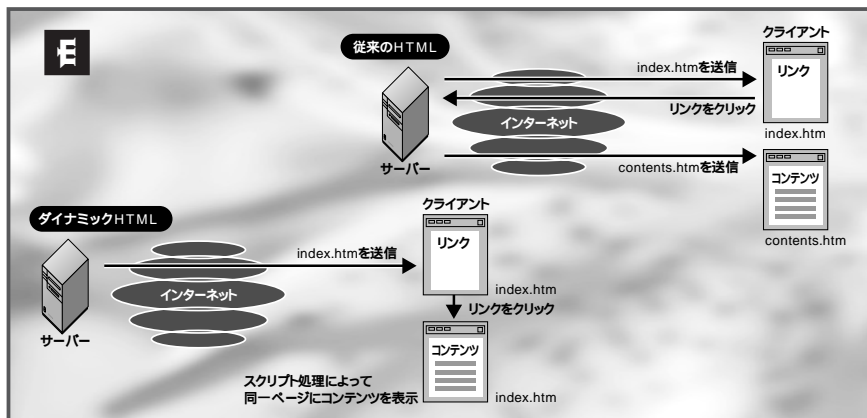 E
従来のHTML
クライアント
index.htmを送信
リンク
リンクをクリック
インターネット
index.htm
サーバー
contents.htmを送信
コンテンツ
contents.htm
ダイナミックHTML
クライアント
index.htmを送信
リンク
インターネット
index.htm
リンクをクリック
サーバー
コンテンツ
スクリプト処理によって
同一ページにコンテンツを表示
index.htm